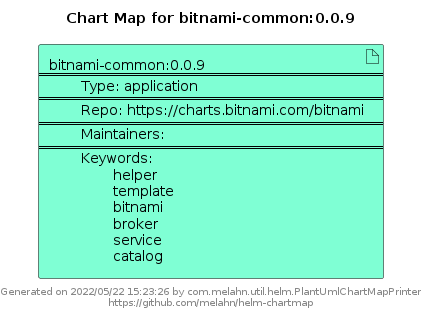 Chart Map for bitnami-common:0.0.9
bitnami-common:0.0.9
Type: application
Repo: https://charts.bitnami.com/bitnami
Maintainers:
Keywords:
helper
template
bitnami
broker
service
catalog
Generated on 2022/05/22 15:23:26 by com.melahn.util.helm.PlantUmlChartMapPrinter
https://github.com/melahn/helm-chartmap